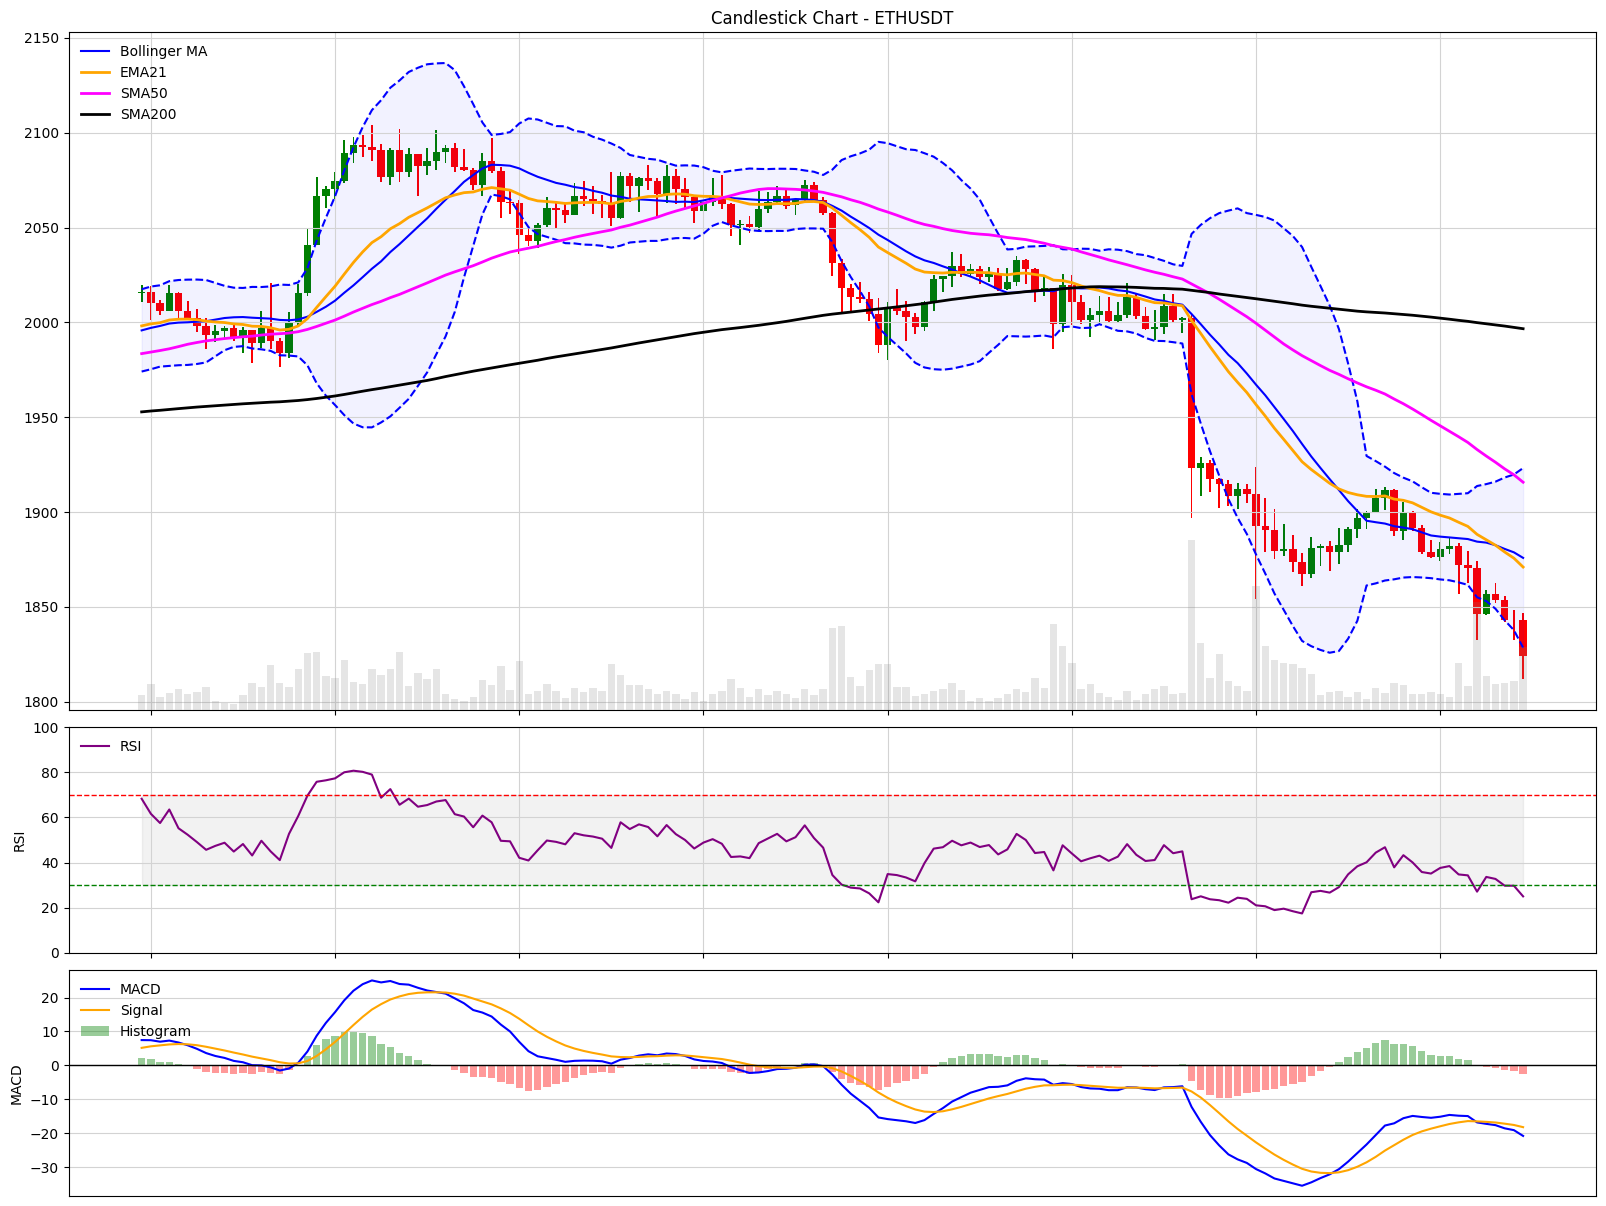 Candlestick Chart - ETHUSDT
Bollinger MA
EMA21
SMA50
SMA200
2150
2100
2050
2000
1950
1900
1850
1800
RSI
100
80
60
40
20
0
RSI
MACD
Signal
Histogram
20
10
0
−10
−20
−30
MACD